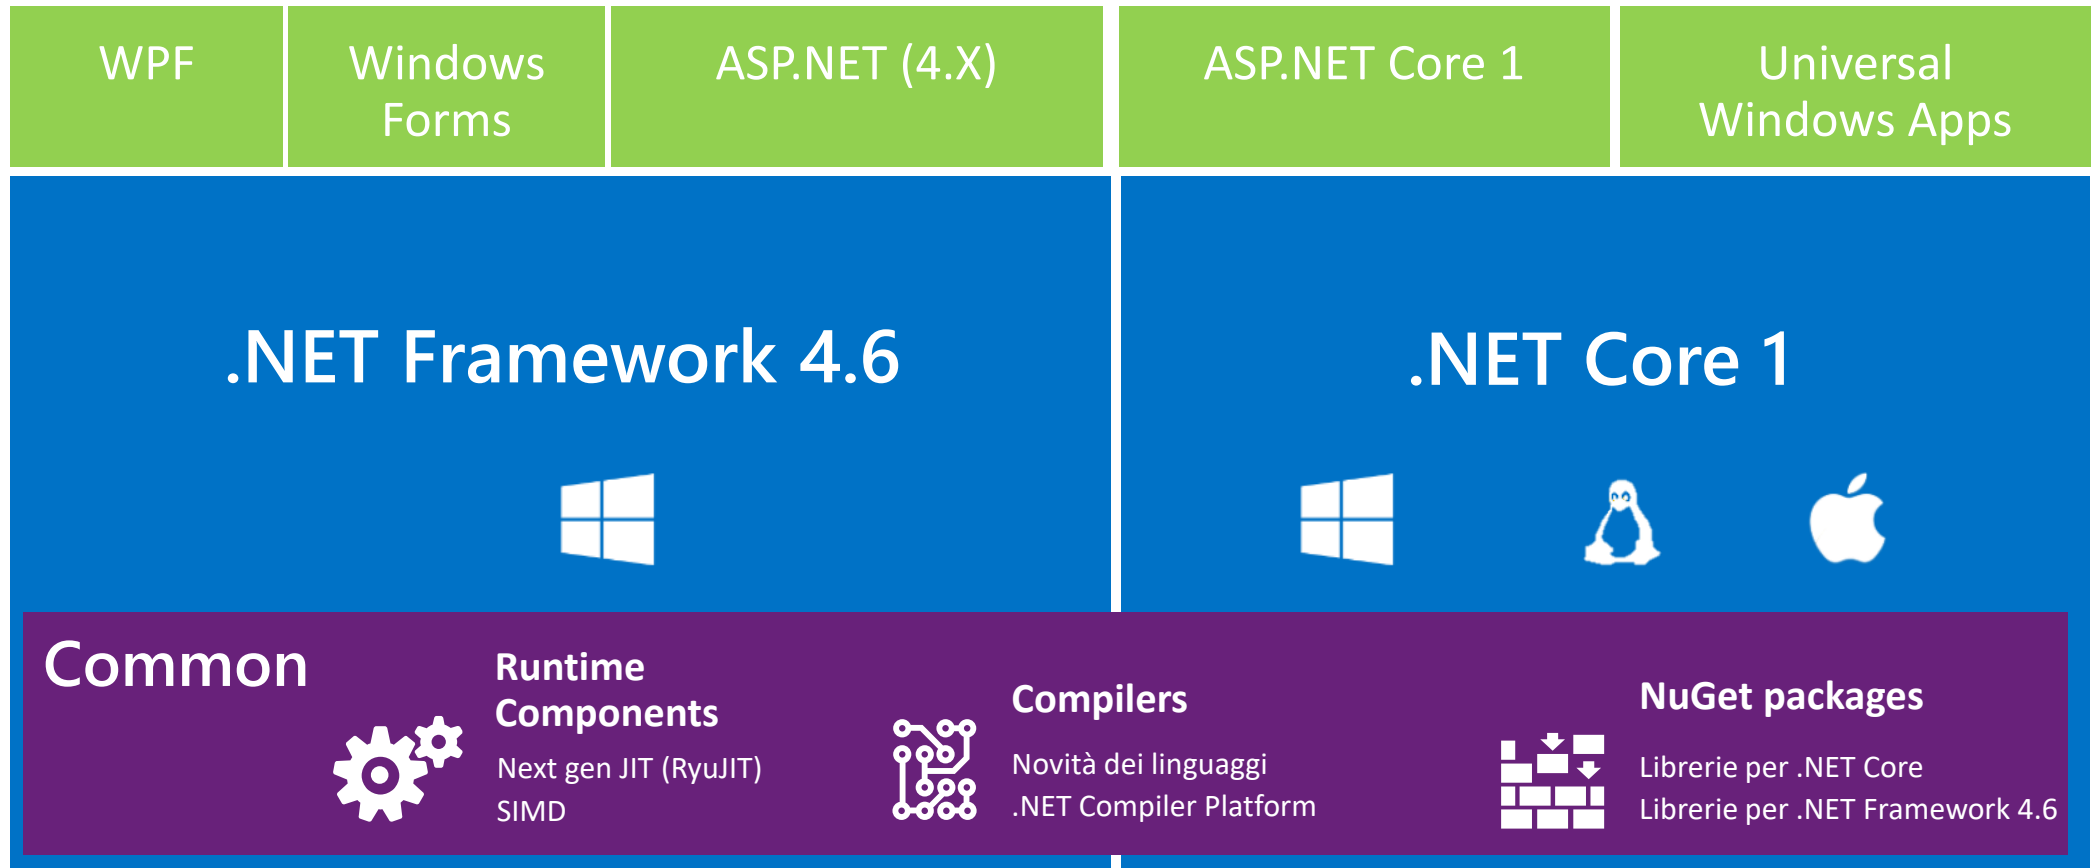 WPF
Windows
Forms
ASP.NET (4.X)
ASP.NET Core 1
Universal
Windows Apps
.NET Framework 4.6
.NET Core 1
Common
Runtime
Components
Next gen JIT (RyuJIT)
SIMD
Compilers
Novità dei linguaggi
.NET Compiler Platform
NuGet packages
Librerie per .NET Core
Librerie per .NET Framework 4.6